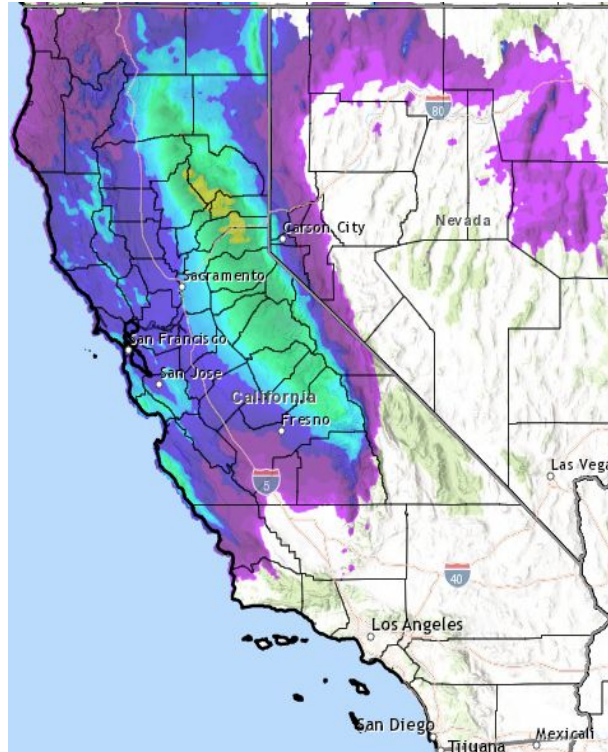 80
Nevada
Carson City
Sacramento
San Francisco
San Jose
California
Fresno
5
Las Vega
40
Los Angeles
San Diego
Tijuana
Mexicali